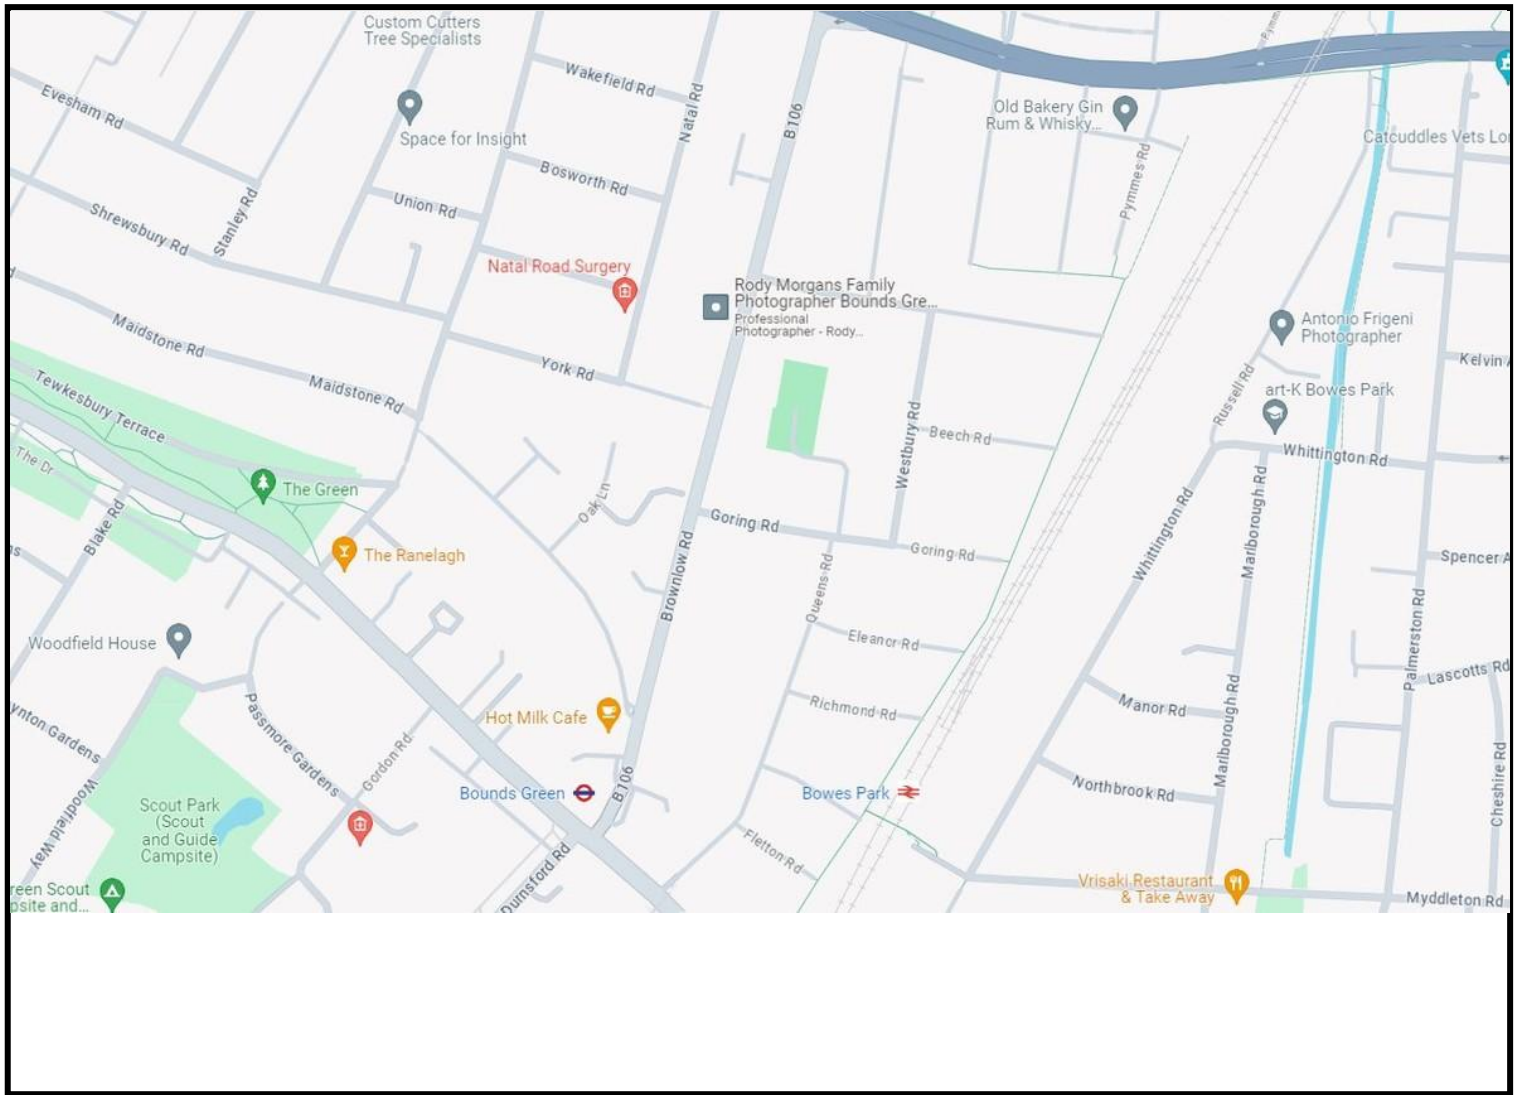 Custom Cutters
Tree Specialists
Wakefield Rd
Natal Rd
B106
Evesham Rd
Space for Insight
Old Bakery Gin
Rum & Whisky...
Pymmes Rd
Bosworth Rd
Union Rd
Stanley Rd
Shrewsbury Rd
Natal Road Surgery
Rody Morgans Family
Photographer Bounds Gre...
Professional
Photographer - Rody...
Antonio Frigeni
Photographer
Maidstone Rd
Maidstone Rd
York Rd
Russell Rd
art-K Bowes Park
Tewkesbury Terrace
Westbury Rd
Beech Rd
Whittington Rd
The Dr
The Green
Oak Ln
Goring Rd
Goring Rd
Whittington Rd
Marlborough Rd
Blake Rd
The Ranelagh
Brownlow Rd
Queens Rd
Palmerston Rd
Woodfield House
Eleanor Rd
Lascotts Rd
Passmore Gardens
Hot Milk Cafe
Richmond Rd
Manor Rd
Marlborough Rd
Gordon Rd
Bounds Green
B106
Bowes Park
Northbrook Rd
Cheshire Rd
Woodfield Way
Scout Park
(Scout
and Guide
Campsite)
Fletton Rd
Durnsford Rd
Vrisaki Restaurant
& Take Away
Myddleton Rd
Catcuddles Vets Lo
Kelvin
Spencer A
ynton Gardens
reen Scout
psite and...